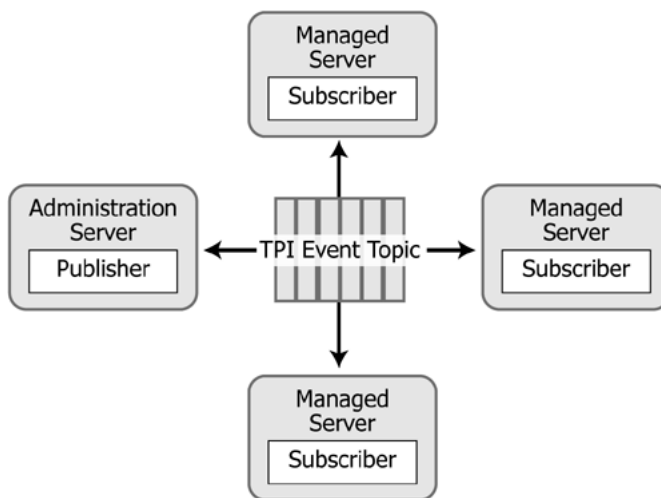 Managed
Server
Subscriber
Administration
Server
Publisher
TPI Event Topic
Managed
Server
Subscriber
Managed
Server
Subscriber